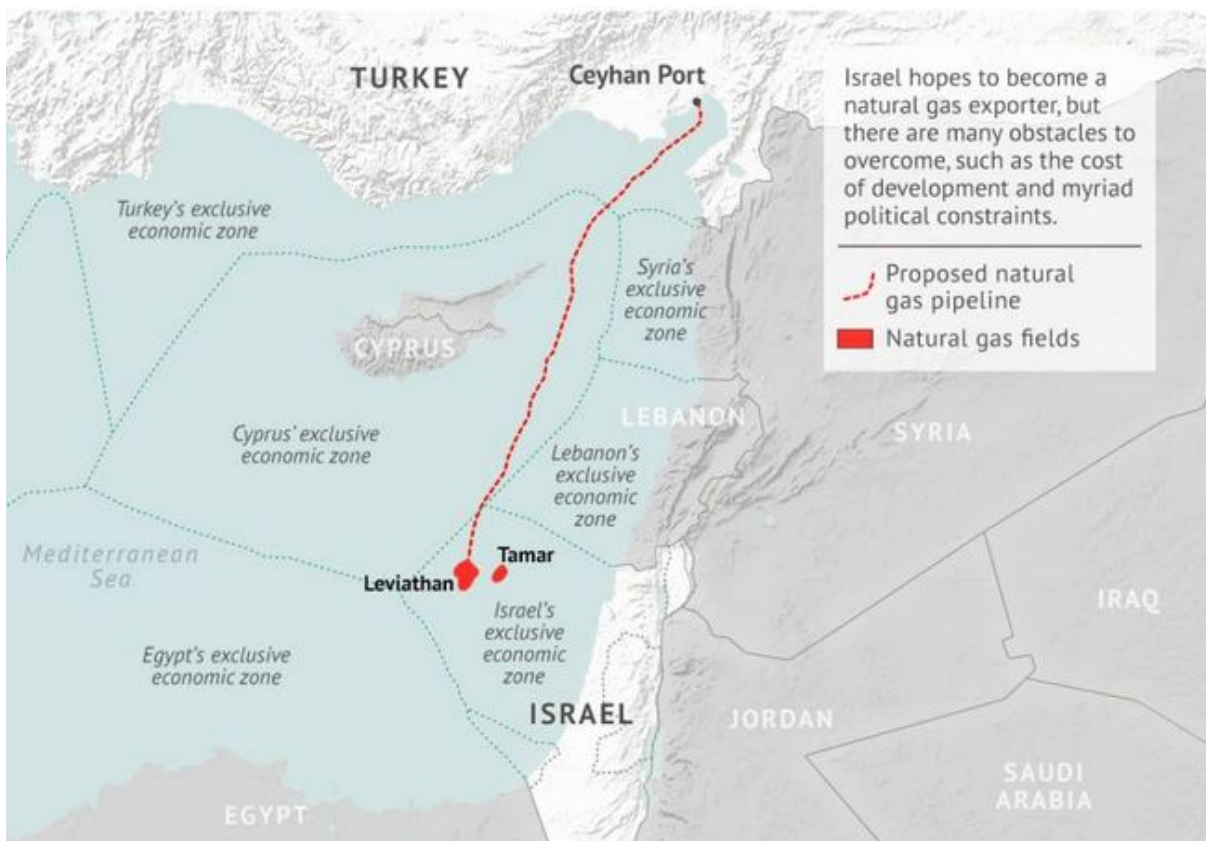 TURKEY
Ceyhan Port
Israel hopes to become a
natural gas exporter, but
there are many obstacles to
overcome, such as the cost
of development and myriad
political constraints.
Proposed natural
gas pipeline
Natural gas fields
Turkey's exclusive
economic zone
Syria's
exclusive
economic
zone
CYPRUS
LEBANON
SYRIA
Cyprus' exclusive
economic zone
Lebanon's
exclusive
economic
zone
Mediterranean
Sea
Leviathan
Tamar
Israel's
exclusive
economic
zone
IRAQ
Egypt's exclusive
economic zone
ISRAEL
JORDAN
SAUDI
ARABIA
EGYPT